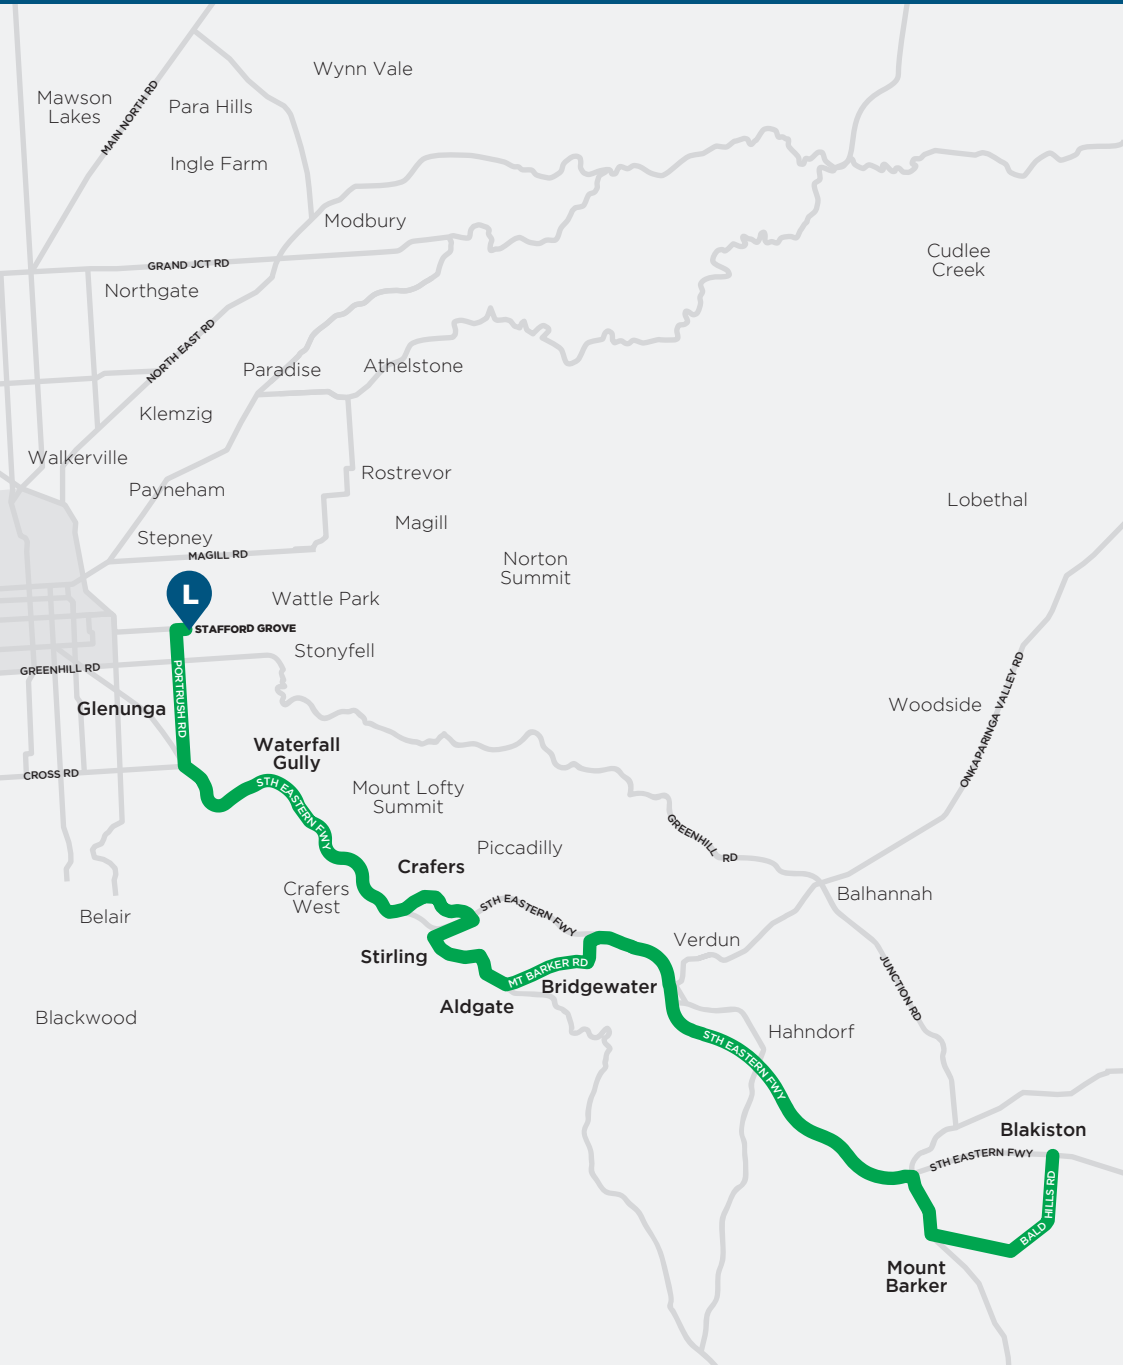 Wynn Vale
Mawson
Lakes
MAIN NORTH RD
Para Hills
Ingle Farm
Modbury
GRAND JCT RD
Cudlee
Creek
Northgate
NORTH EAST RD
Paradise
Athelstone
Klemzig
Walkerville
Rostrevor
Payneham
Lobethal
Magill
Stepney
MAGILL RD
Norton
Summit
L
Wattle Park
STAFFORD GROVE
Stonyfell
GREENHILL RD
PORTRUSH RD
Glenunga
Woodside
ONKAPARINGA VALLEY RD
Waterfall
Gully
CROSS RD
STH EASTERN FWY
Mount Lofty
Summit
GREENHILL RD
Piccadilly
Crafers
Crafers
West
STH EASTERN FWY
Balhannah
Belair
Verdun
Stirling
MT BARKER RD
Bridgewater
JUNCTION RD
Aldgate
Blackwood
Hahndorf
STH EASTERN FWY
Blakiston
STH EASTERN FWY
BALD HILLS RD
Mount
Barker